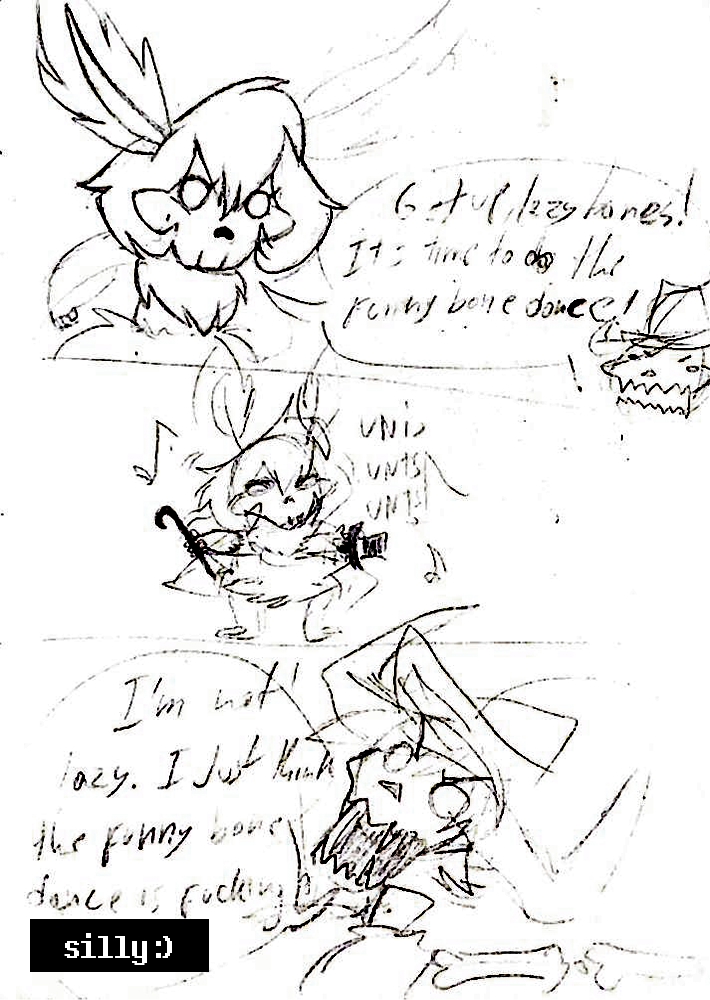 Get up, lazy bones!
It's time to do the
funny bone dance!
!
UNTS
UNTS
UNTS
I'm not
lazy. I Just think
the funny bone
dance is fucking
silly:)